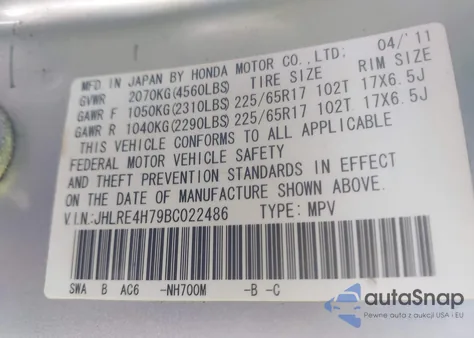 MFD. IN JAPAN BY HONDA MOTOR CO., LTD: 04/'11
GVWR 2070KG(4560LBS) TIRE SIZE RIM SIZE
GAWR F 1050KG(2310LBS) 225/65R17 102T 17X6.5J
GAWR R 1040KG(2290LBS) 225/65R17 102T 17X6.5J
THIS VEHICLE CONFORMS TO ALL APPLICABLE
FEDERAL MOTOR VEHICLE SAFETY
AND THEFT PREVENTION STANDARDS IN EFFECT
ON THE DATE OF MANUFACTURE SHOWN ABOVE.
V.I.N.:JHLRE4H79BC022486 TYPE: MPV
SWA B AC6 -NH700M -B -C
autoSnap
Pewne auta z aukcji USA i EU